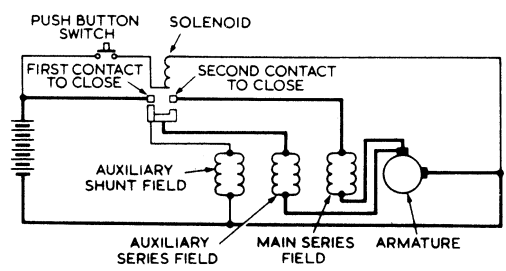 PUSH BUTTON
SWITCH
SOLENOID
FIRST CONTACT
TO CLOSE
SECOND CONTACT
TO CLOSE
AUXILIARY
SHUNT FIELD
AUXILIARY
SERIES FIELD
MAIN SERIES
FIELD
ARMATURE